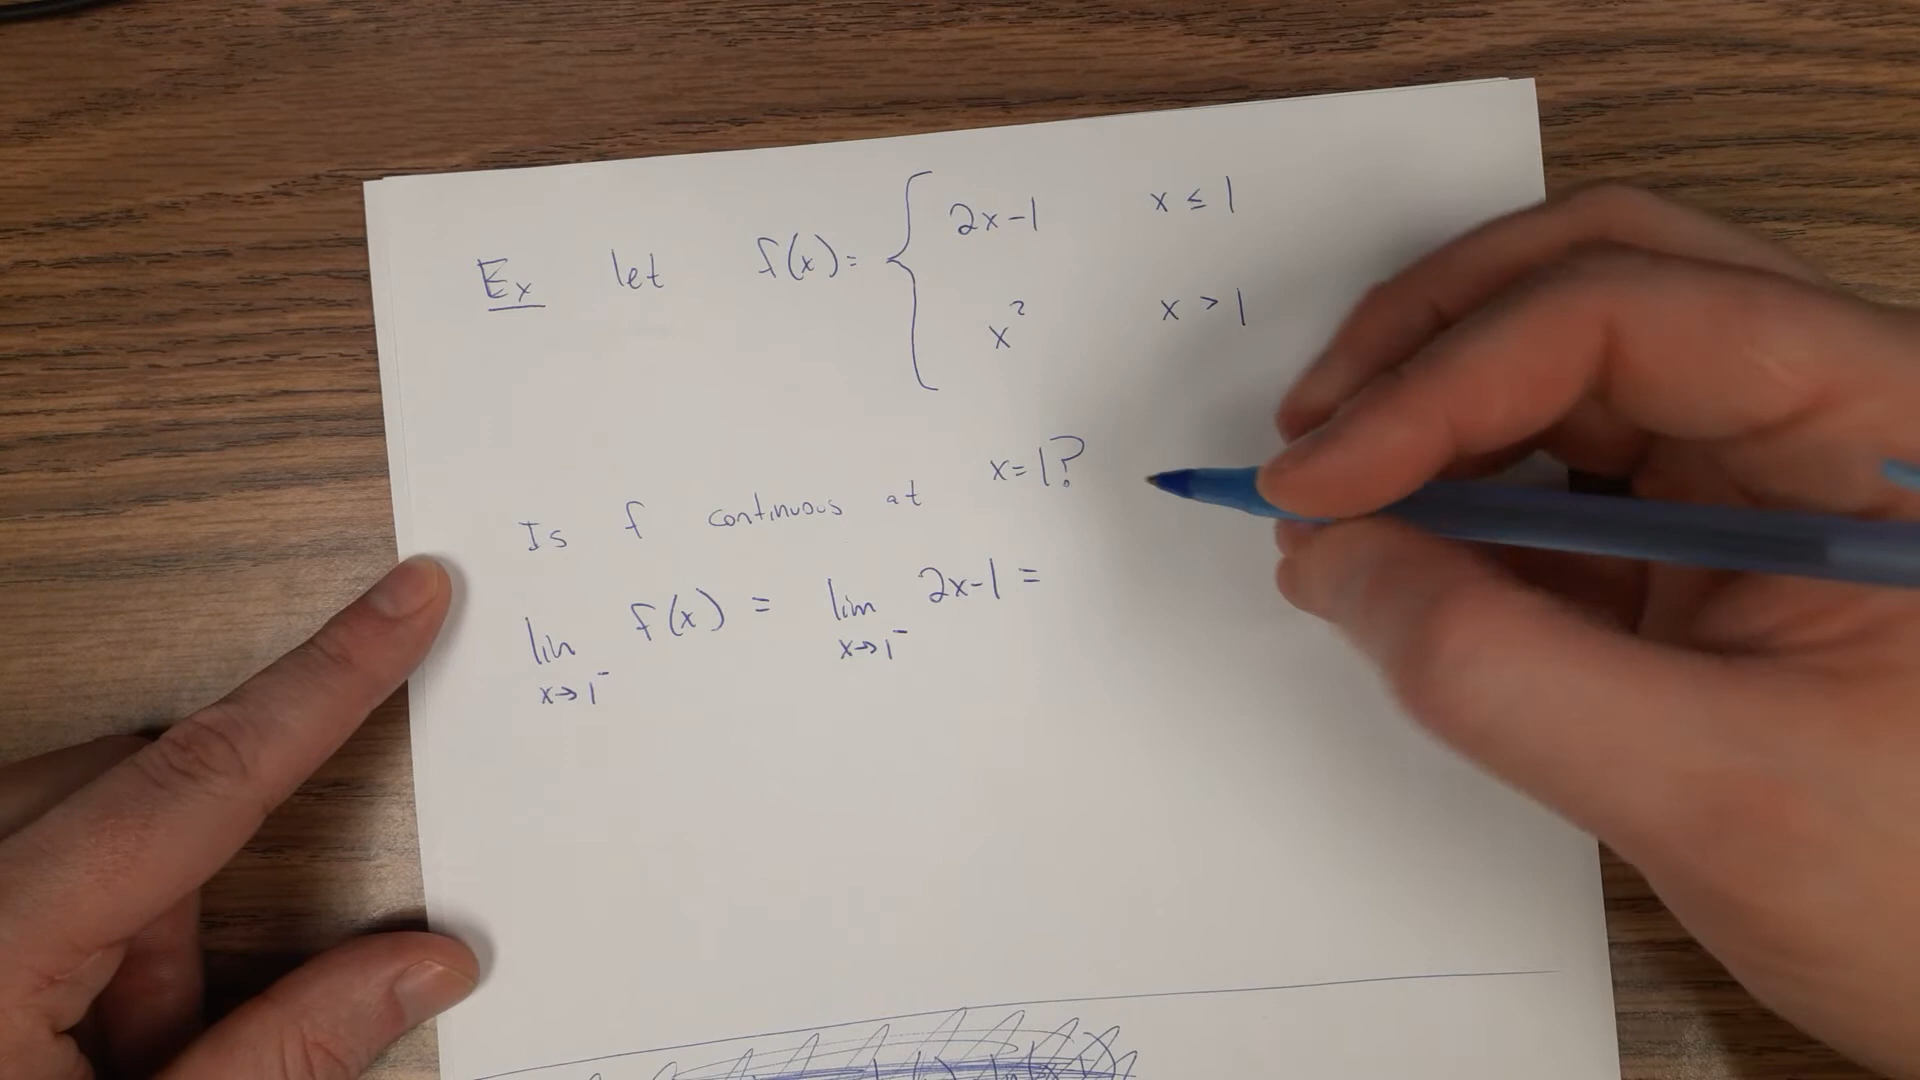 Ex let f(x) = { 2x-1 x ≤ 1
x² x > 1
Is f continuous at x=1?
lim f(x) = lim 2x-1 =
x→1⁻ x→1⁻